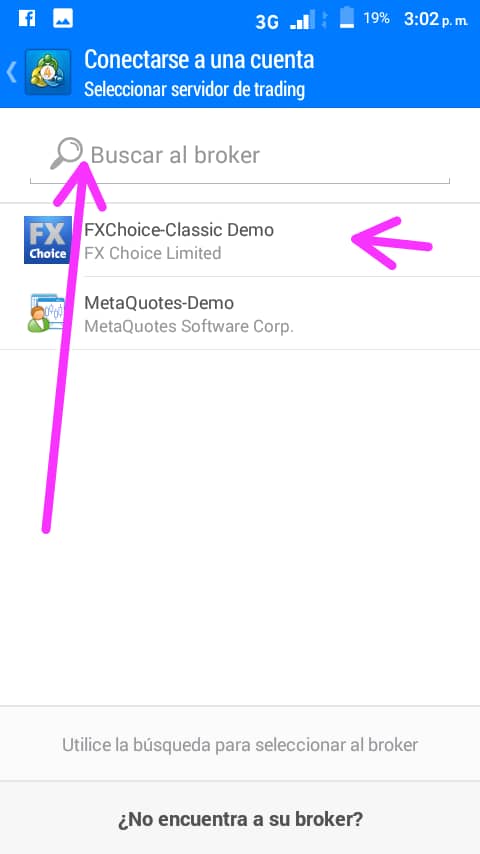 3G 19% 3:02 p. m.
Conectarse a una cuenta
Seleccionar servidor de trading
Buscar al broker
FX
Choice
FXChoice-Classic Demo
FX Choice Limited
MetaQuotes-Demo
MetaQuotes Software Corp.
Utilice la búsqueda para seleccionar al broker
¿No encuentra a su broker?